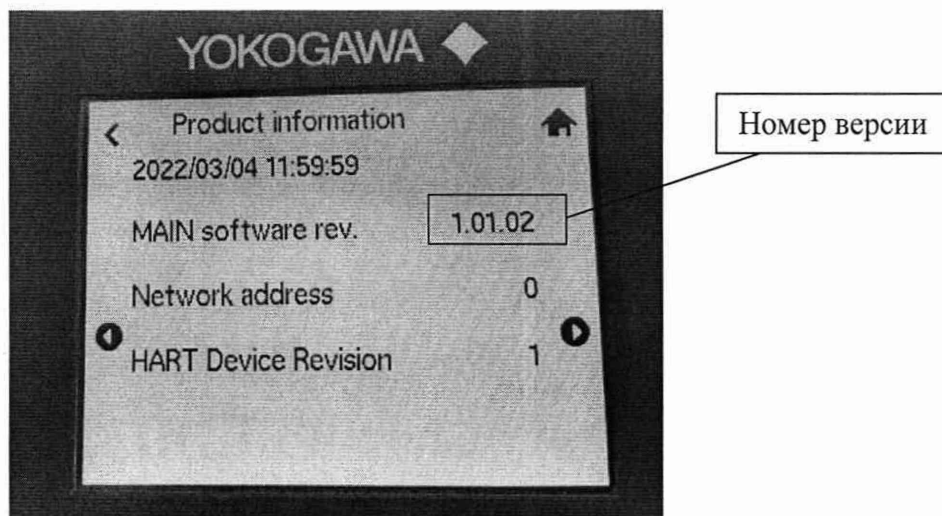 YOKOGAWA
Product information
Номер версии
2022/03/04 11:59:59
MAIN software rev. 1.01.02
Network address 0
HART Device Revision 1